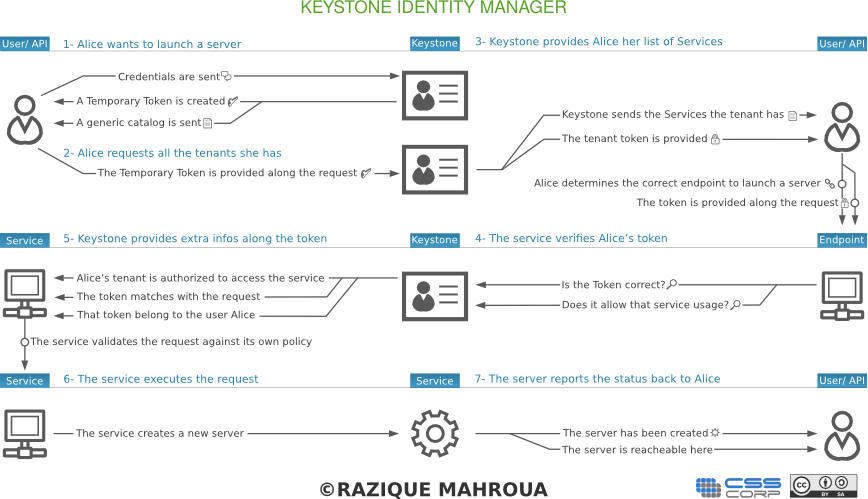 KEYSTONE IDENTITY MANAGER
User/ API
1- Alice wants to launch a server
Keystone
3- Keystone provides Alice her list of Services
User/ API
Credentials are sent
A Temporary Token is created
A generic catalog is sent
2- Alice requests all the tenants she has
The Temporary Token is provided along the request
Keystone sends the Services the tenant has
The tenant token is provided
Alice determines the correct endpoint to launch a server
The token is provided along the request
Service
5- Keystone provides extra infos along the token
Keystone
4- The service verifies Alice's token
Endpoint
Alice's tenant is authorized to access the service
The token matches with the request
That token belong to the user Alice
The service validates the request against its own policy
Is the Token correct?
Does it allow that service usage?
Service
6- The service executes the request
Service
7- The server reports the status back to Alice
User/ API
The service creates a new server
The server has been created
The server is reacheable here
©RAZIQUE MAHROUA
CSS
CORP
cc
BY SA